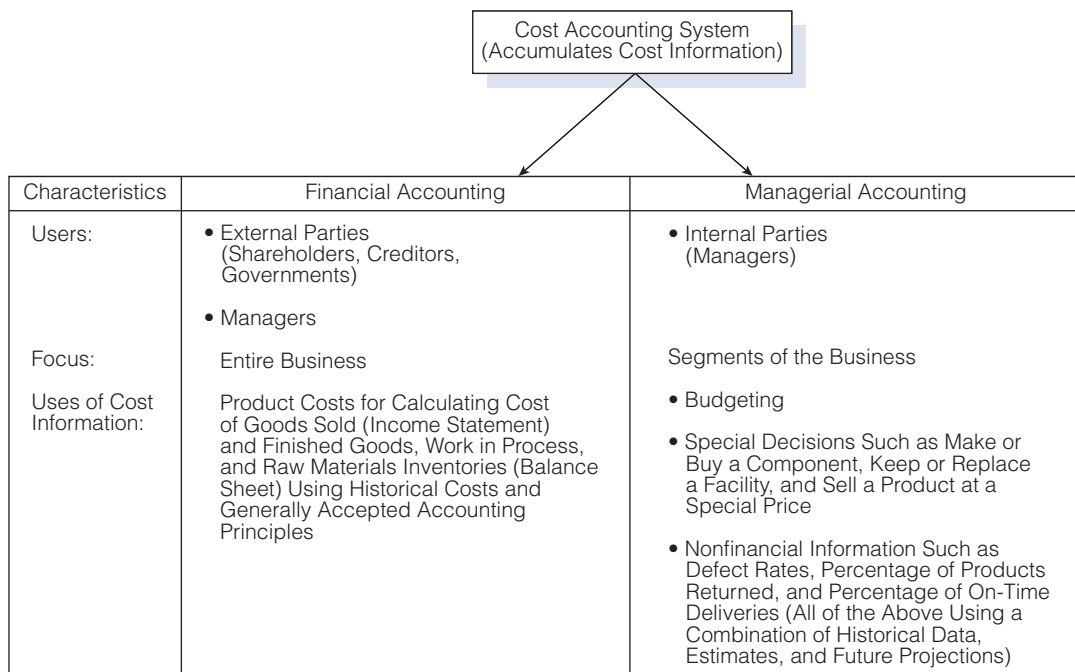 Cost Accounting System
(Accumulates Cost Information)
Characteristics
Financial Accounting
Managerial Accounting
Users:
• External Parties
(Shareholders, Creditors,
Governments)
• Managers
• Internal Parties
(Managers)
Focus:
Entire Business
Segments of the Business
Uses of Cost
Information:
Product Costs for Calculating Cost
of Goods Sold (Income Statement)
and Finished Goods, Work in Process,
and Raw Materials Inventories (Balance
Sheet) Using Historical Costs and
Generally Accepted Accounting
Principles
• Budgeting
• Special Decisions Such as Make or
Buy a Component, Keep or Replace
a Facility, and Sell a Product at a
Special Price
• Nonfinancial Information Such as
Defect Rates, Percentage of Products
Returned, and Percentage of On-Time
Deliveries (All of the Above Using a
Combination of Historical Data,
Estimates, and Future Projections)